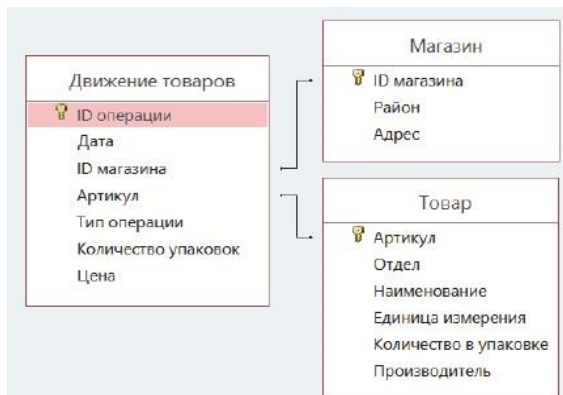 Движение товаров
ID операции
Дата
ID магазина
Артикул
Тип операции
Количество упаковок
Цена
Магазин
ID магазина
Район
Адрес
Товар
Артикул
Отдел
Наименование
Единица измерения
Количество в упаковке
Производитель